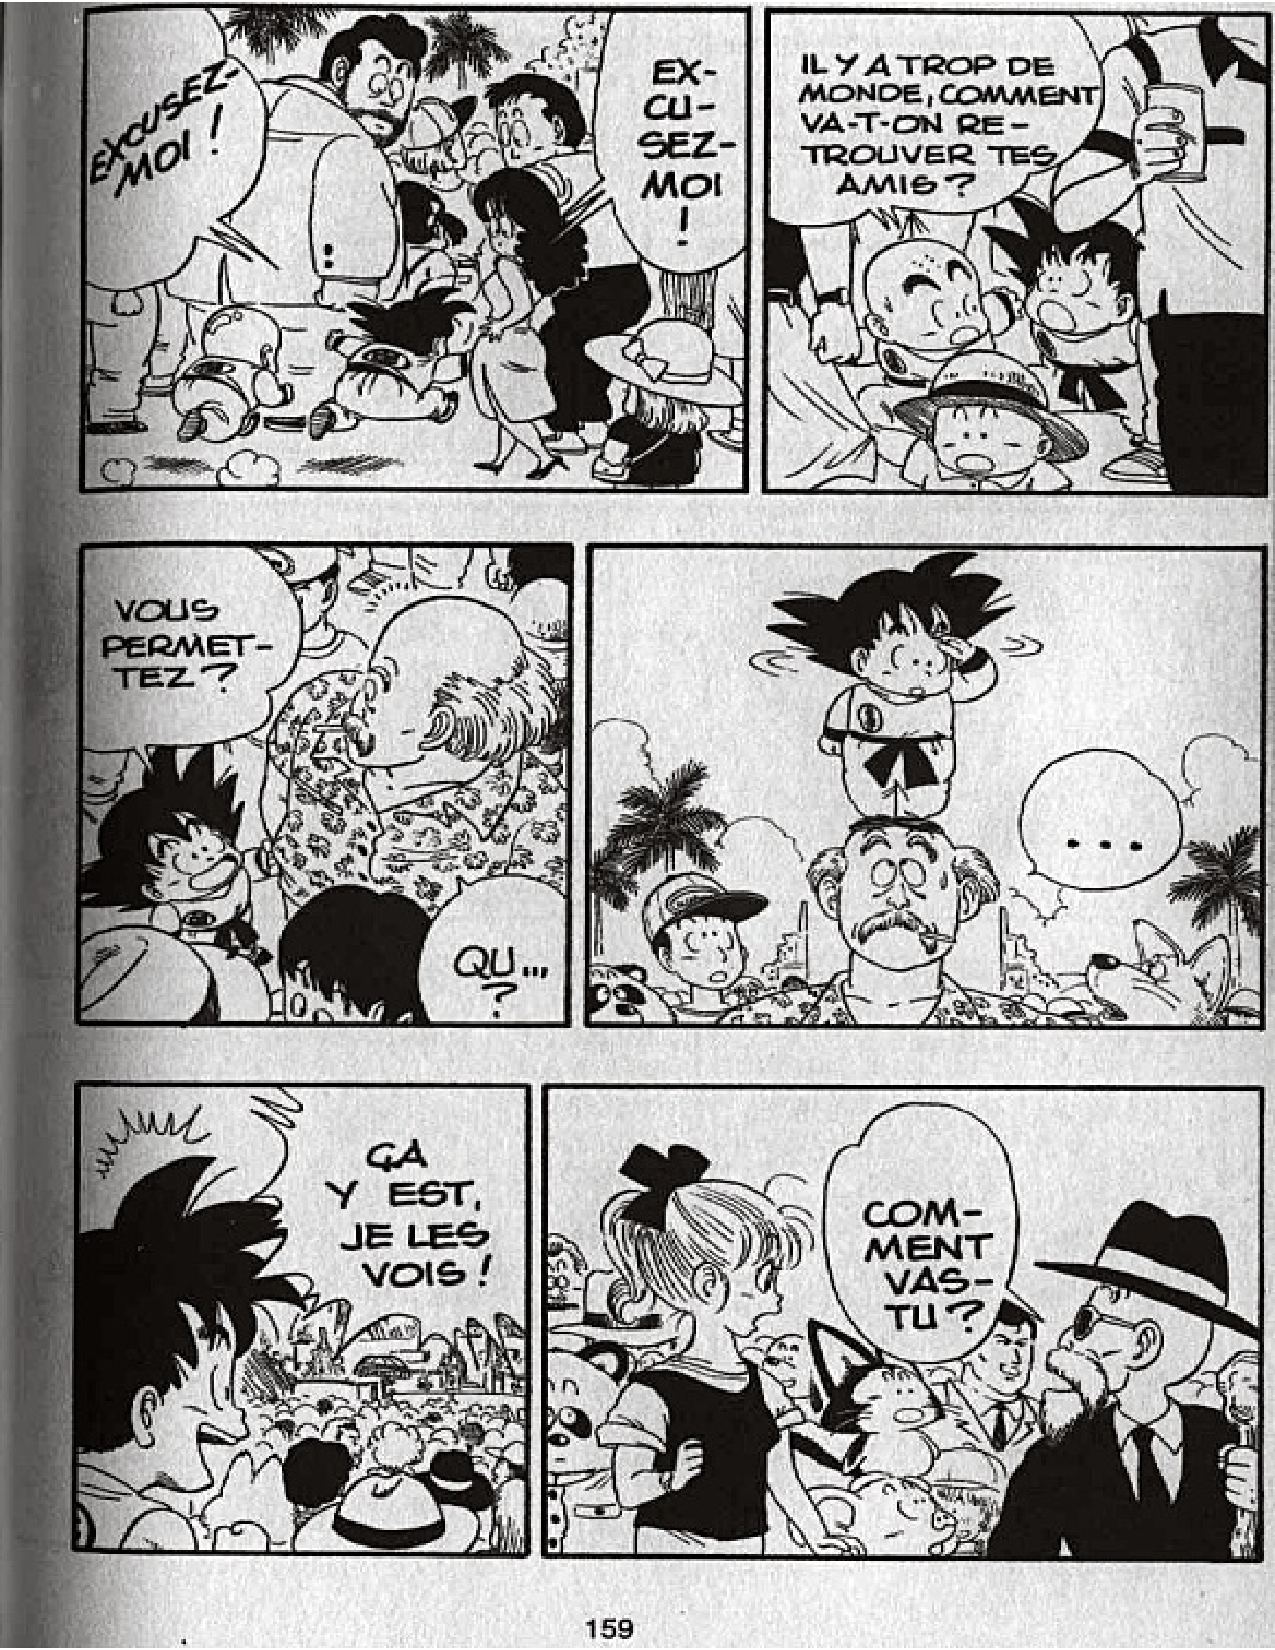 EXCUSEZ-
MOI !
EX-
CU-
SEZ-
MOI
!
IL Y A TROP DE
MONDE, COMMENT
VA-T-ON RE-
TROUVER TES
AMIS ?
VOUS
PERMET-
TEZ ?
QU...
?
...
ÇA
Y EST,
JE LES
VOIS !
COM-
MENT
VAS-
TU ?
159